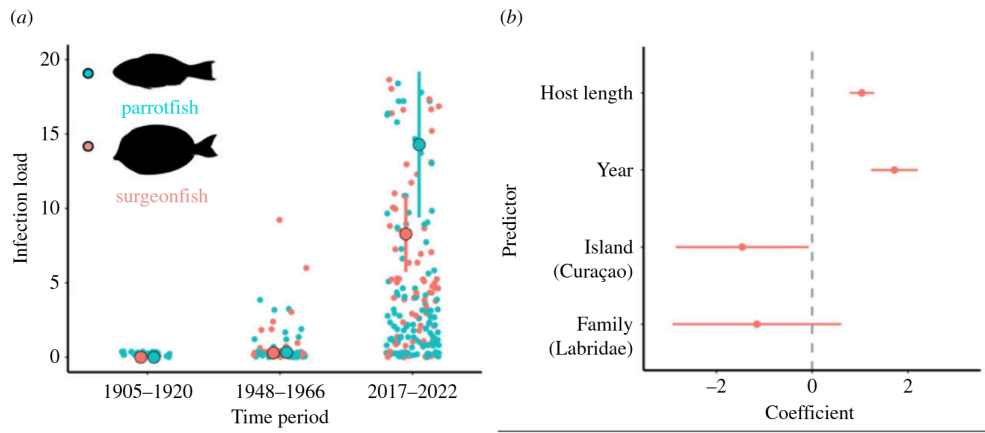 (a)
20
15
10
5
0
Infection load
parrotfish
surgeonfish
1905–1920 1948–1966 2017–2022
Time period
(b)
Predictor
Host length
Year
Island
(Curaçao)
Family
(Labridae)
−2 0 2
Coefficient